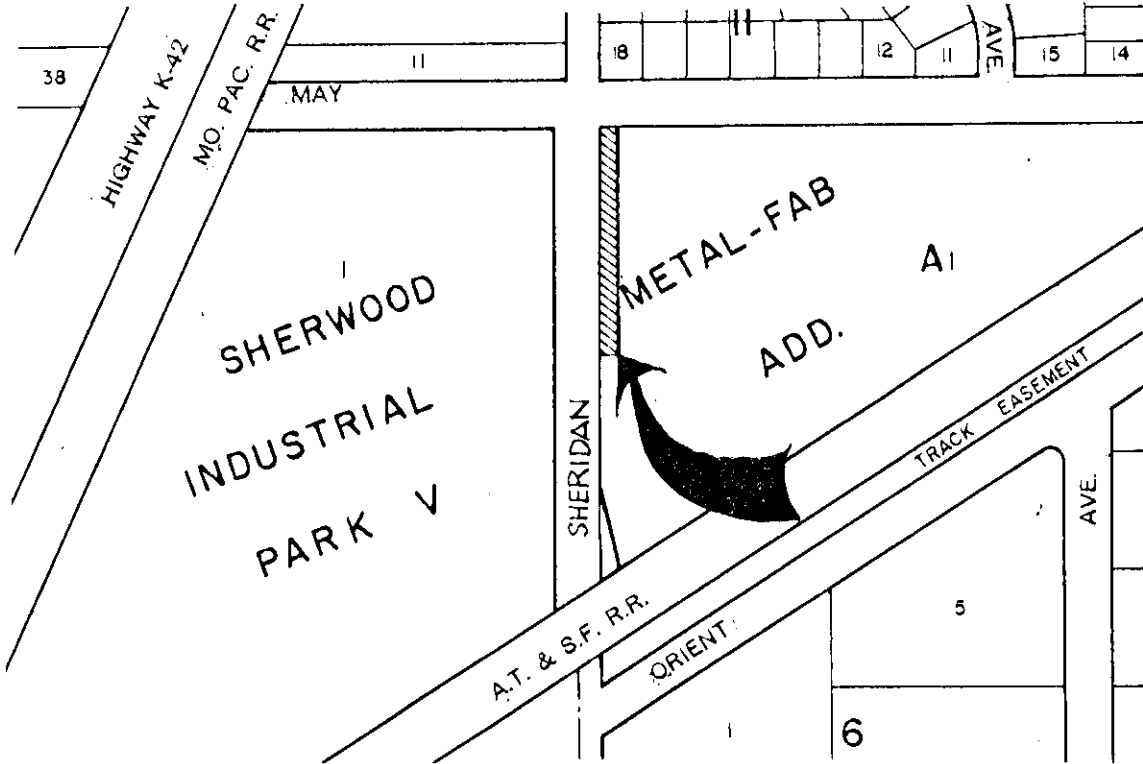 38
HIGHWAY K-42
MO. PAC. R.R.
11
MAY
18
11
12
11
AVE.
15
14
1
SHERWOOD
INDUSTRIAL
PARK V
SHERIDAN
METAL-FAB
ADD.
A1
TRACK EASEMENT
A.T. & S.F. R.R.
ORIENT
AVE.
5
1
6